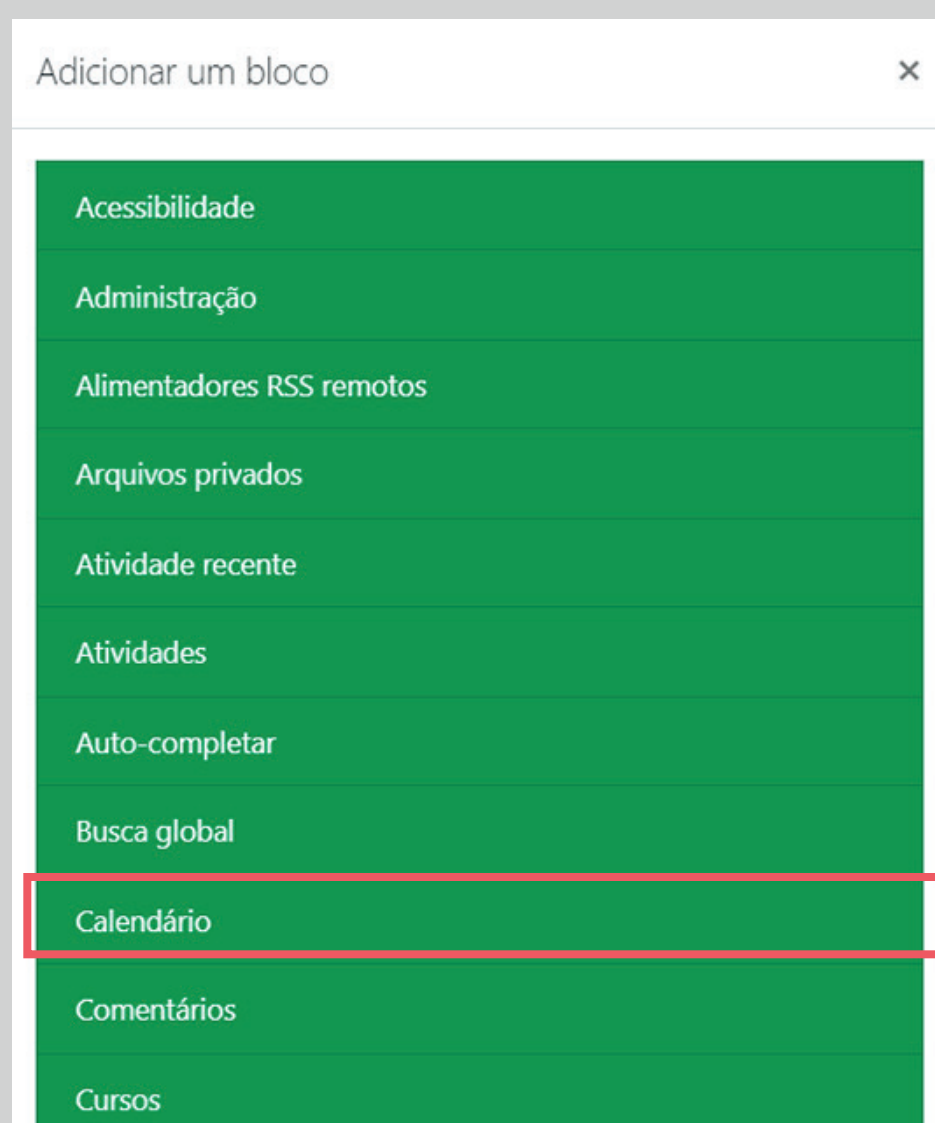 Adicionar um bloco ×
Acessibilidade
Administração
Alimentadores RSS remotos
Arquivos privados
Atividade recente
Atividades
Auto-completar
Busca global
Calendário
Comentários
Cursos